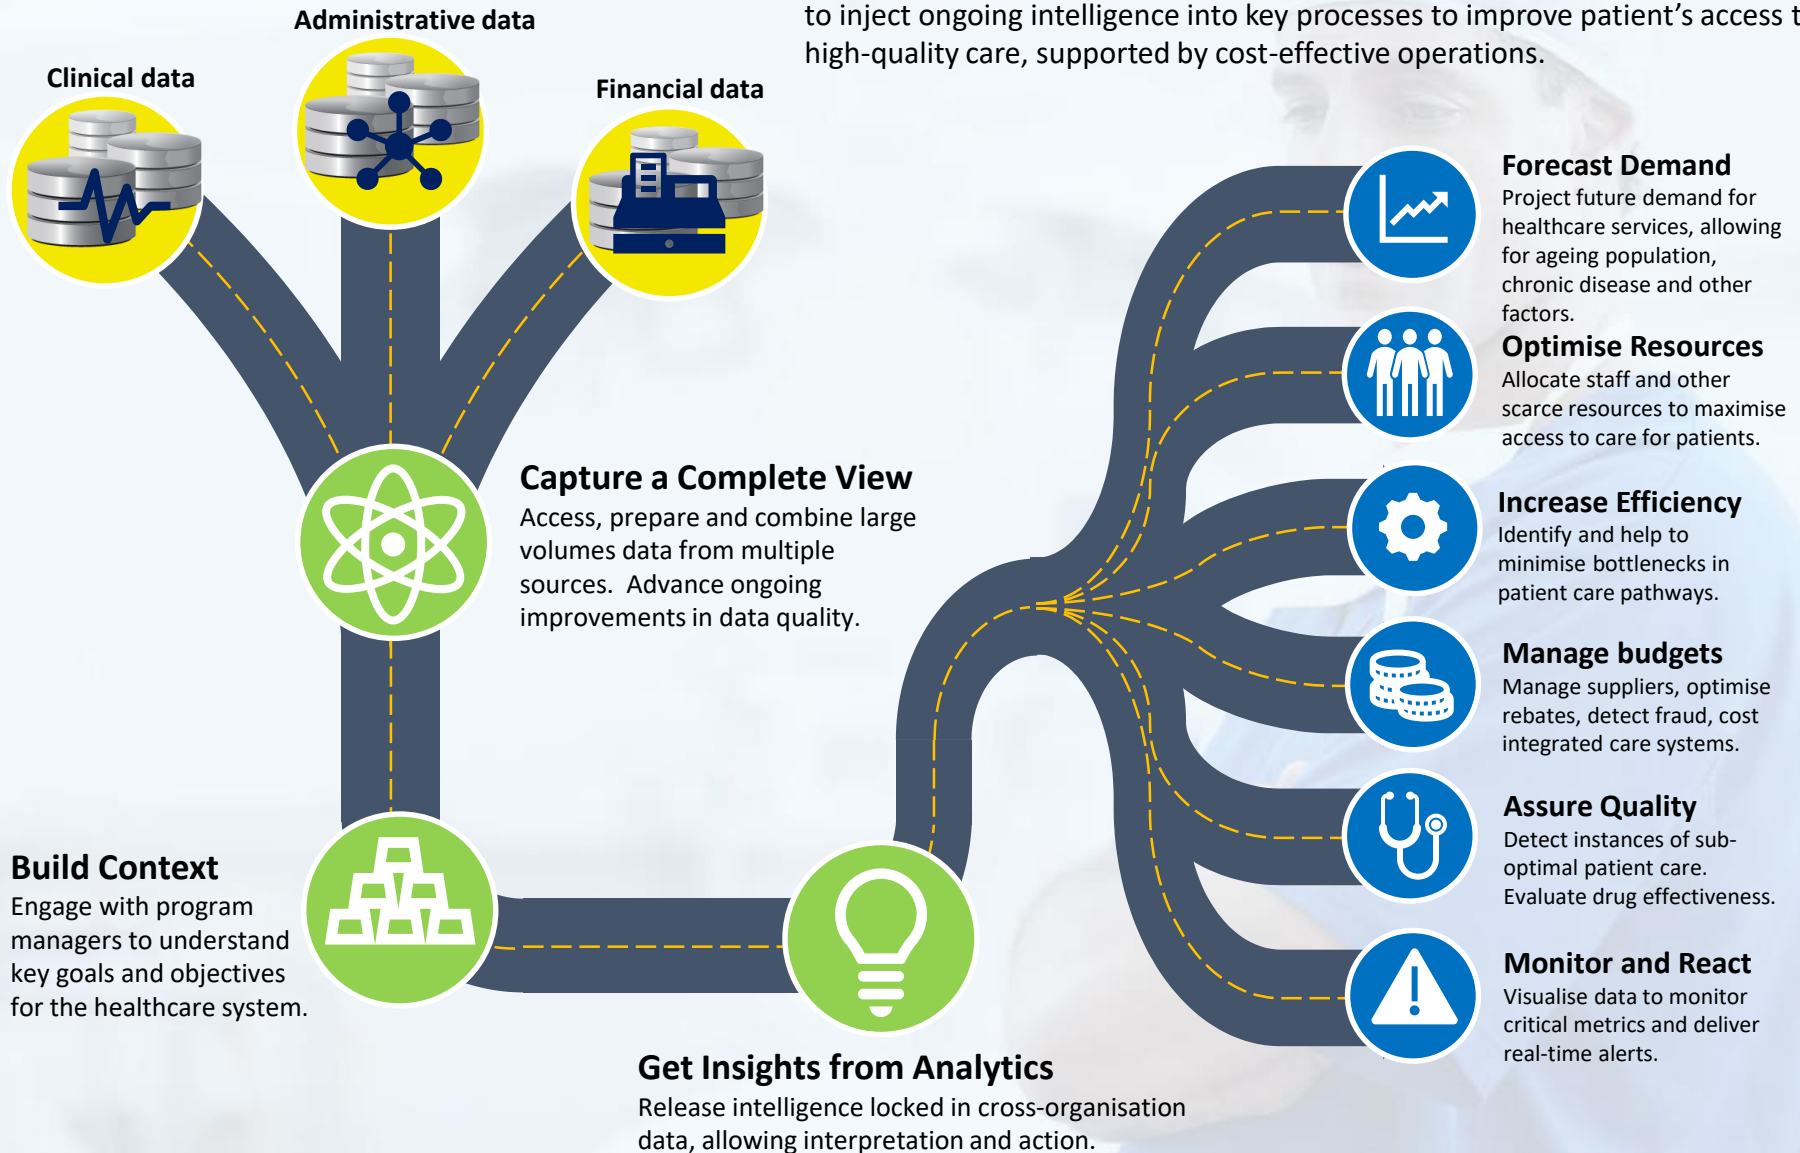 to inject ongoing intelligence into key processes to improve patient's access t
high-quality care, supported by cost-effective operations.
Administrative data
Clinical data
Financial data
Capture a Complete View
Access, prepare and combine large
volumes data from multiple
sources.  Advance ongoing
improvements in data quality.
Build Context
Engage with program
managers to understand
key goals and objectives
for the healthcare system.
Get Insights from Analytics
Release intelligence locked in cross-organisation
data, allowing interpretation and action.
Forecast Demand
Project future demand for
healthcare services, allowing
for ageing population,
chronic disease and other
factors.
Optimise Resources
Allocate staff and other
scarce resources to maximise
access to care for patients.
Increase Efficiency
Identify and help to
minimise bottlenecks in
patient care pathways.
Manage budgets
Manage suppliers, optimise
rebates, detect fraud, cost
integrated care systems.
Assure Quality
Detect instances of sub-
optimal patient care.
Evaluate drug effectiveness.
Monitor and React
Visualise data to monitor
critical metrics and deliver
real-time alerts.